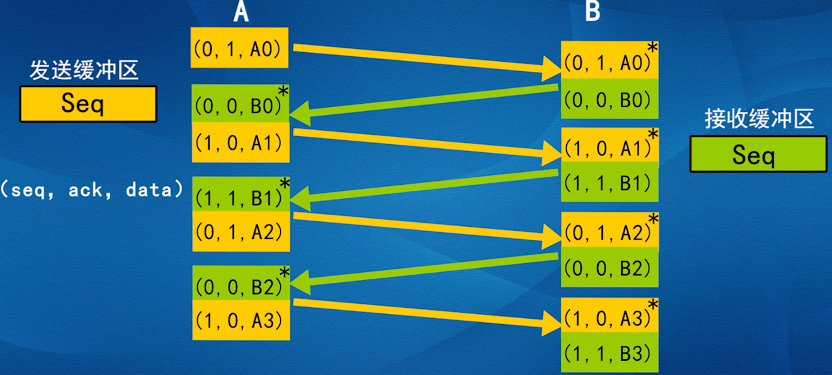 A
B
发送缓冲区
Seq
(seq, ack, data)
(0,1,A0)
(0,0,B0)*
(1,0,A1)
(1,1,B1)*
(0,1,A2)
(0,0,B2)*
(1,0,A3)
(0,1,A0)*
(0,0,B0)
(1,0,A1)*
(1,1,B1)
(0,1,A2)*
(0,0,B2)
(1,0,A3)*
(1,1,B3)
接收缓冲区
Seq